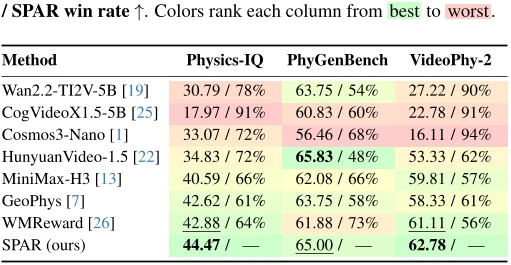 / SPAR win rate ↑. Colors rank each column from best to worst.
Method Physics-IQ PhyGenBench VideoPhy-2
Wan2.2-TI2V-5B [19] 30.79 / 78% 63.75 / 54% 27.22 / 90%
CogVideoX1.5-5B [25] 17.97 / 91% 60.83 / 60% 22.78 / 91%
Cosmos3-Nano [1] 33.07 / 72% 56.46 / 68% 16.11 / 94%
HunyuanVideo-1.5 [22] 34.83 / 72% 65.83 / 48% 53.33 / 62%
MiniMax-H3 [13] 40.59 / 66% 62.08 / 66% 59.81 / 57%
GeoPhys [7] 42.62 / 61% 63.75 / 58% 58.33 / 61%
WMReward [26] 42.88 / 64% 61.88 / 73% 61.11 / 56%
SPAR (ours) 44.47 / — 65.00 / — 62.78 / —